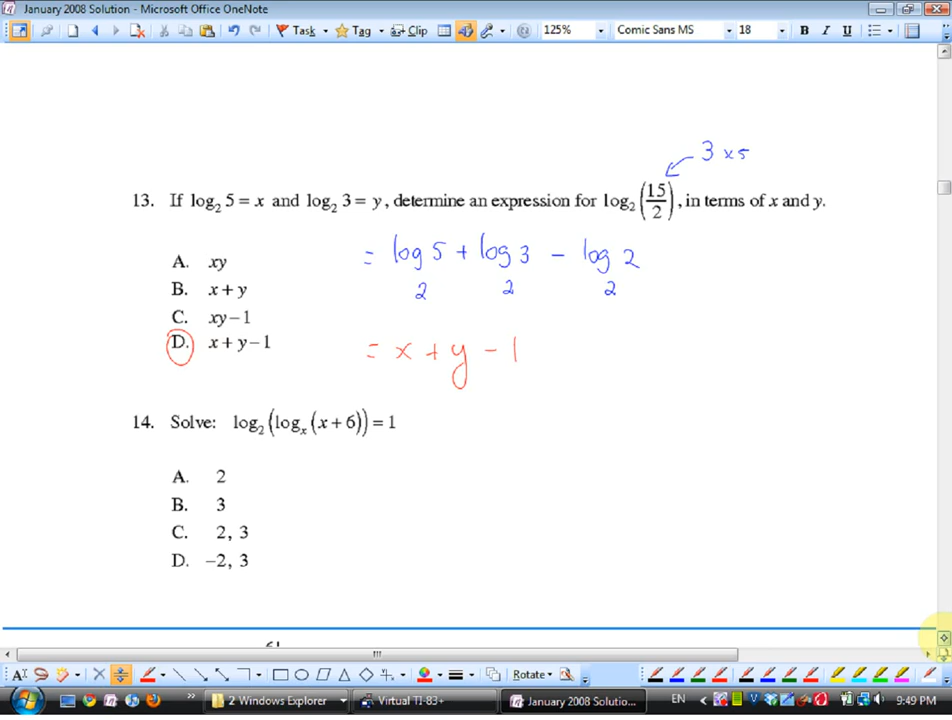 January 2008 Solution - Microsoft Office OneNote
Task Tag Clip 125% Comic Sans MS 18 B I U
3 x 5
13. If log₂ 5 = x and log₂ 3 = y, determine an expression for log₂ (15/2), in terms of x and y.
= log₂ 5 + log₂ 3 − log₂ 2
A. xy
B. x + y
C. xy − 1
D. x + y − 1
= x + y − 1
14. Solve: log₂ (logₓ (x + 6)) = 1
A. 2
B. 3
C. 2, 3
D. −2, 3
Rotate
2 Windows Explorer Virtual TI-83+ January 2008 Solutio... EN 9:49 PM